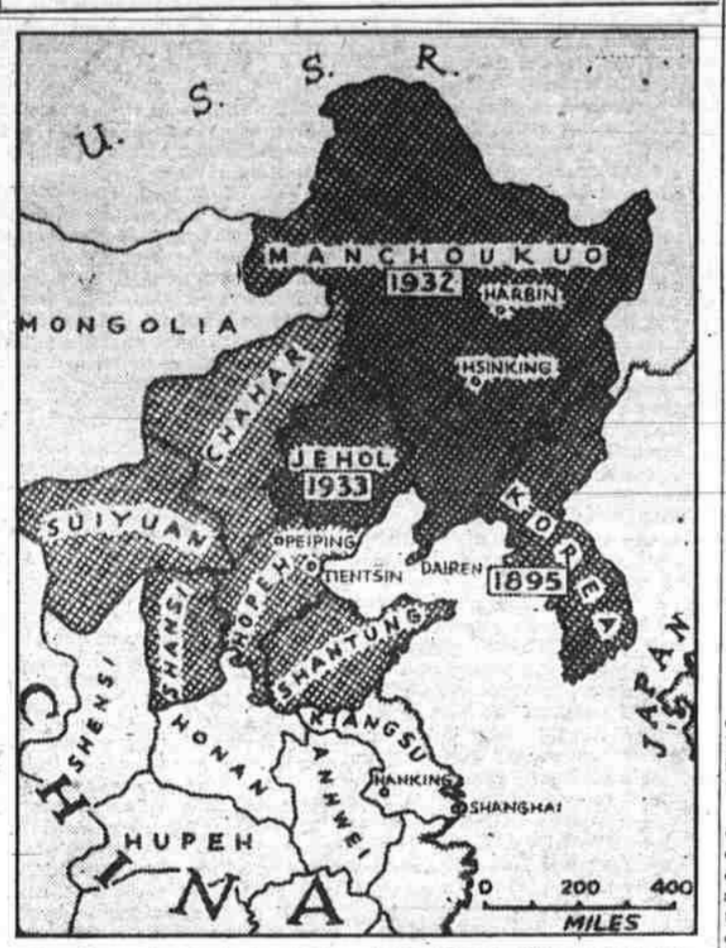 U. S. S. R.
MANCHOUKUO
1932
HARBIN
MONGOLIA
HSINKING
CHAHAR
JEHOL
1933
SUIYUAN
PEIPING
TIENTSIN
DAIREN
KOREA
1895
HOPEH
SHANSI
SHANTUNG
JAPAN
SHENSI
HONAN
KIANGSU
ANHWEI
NANKING
SHANGHAI
HUPEH
CHINA
0 200 400
MILES